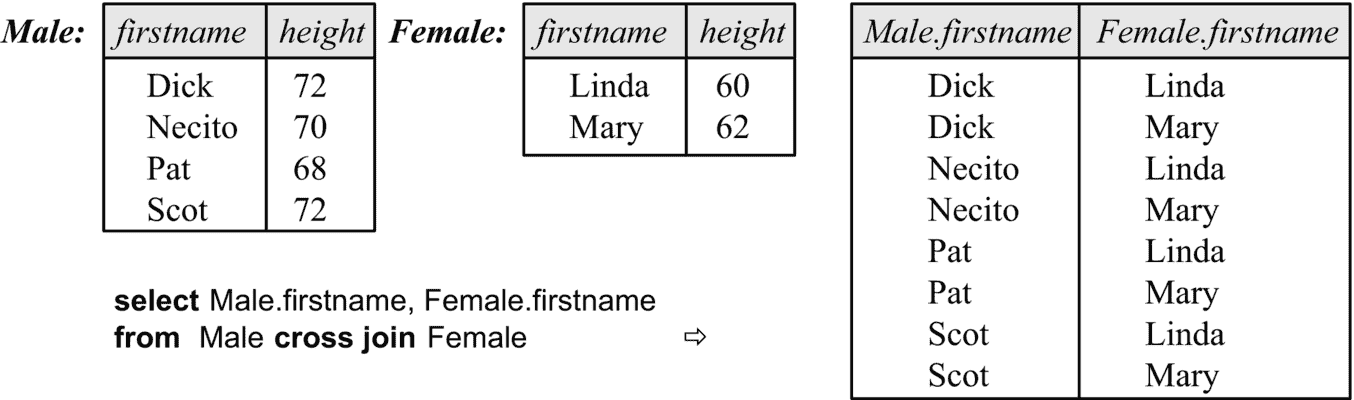 Male: firstname height
Dick 72
Necito 70
Pat 68
Scot 72
Female: firstname height
Linda 60
Mary 62
select Male.firstname, Female.firstname
from Male cross join Female ⇨
Male.firstname Female.firstname
Dick Linda
Dick Mary
Necito Linda
Necito Mary
Pat Linda
Pat Mary
Scot Linda
Scot Mary